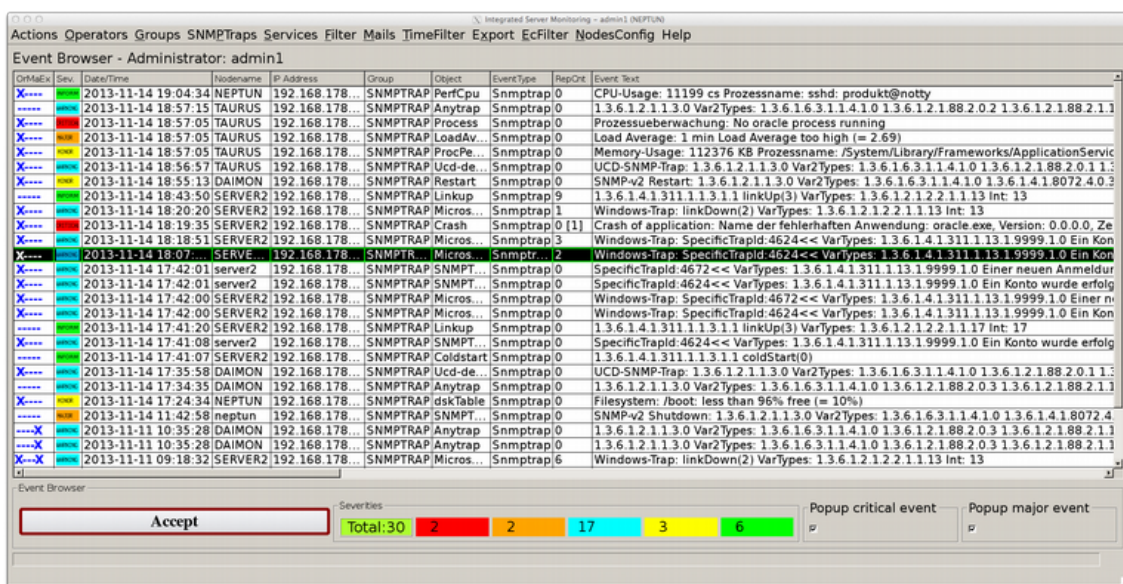 Integrated Server Monitoring - admin1 (NEPTUN)
Actions Operators Groups SNMPTraps Services Filter Mails TimeFilter Export EcFilter NodesConfig Help
Event Browser - Administrator: admin1
OrMaEx Sev. Date/Time Nodename IP Address Group Object EventType RepCnt Event Text
X---- INFORM 2013-11-14 19:04:34 NEPTUN 192.168.178... SNMPTRAP PerfCpu Snmptrap 0 CPU-Usage: 11199 cs Prozessname: sshd: produkt@notty
----- WARNING 2013-11-14 18:57:15 TAURUS 192.168.178... SNMPTRAP Anytrap Snmptrap 0 1.3.6.1.2.1.1.3.0 Var2Types: 1.3.6.1.6.3.1.1.4.1.0 1.3.6.1.2.1.88.2.0.2 1.3.6.1.2.1.88.2.1.1
X---- 2013-11-14 18:57:05 TAURUS 192.168.178... SNMPTRAP Process Snmptrap 0 Prozessueberwachung: No oracle process running
X---- MAJOR 2013-11-14 18:57:05 TAURUS 192.168.178... SNMPTRAP LoadAv... Snmptrap 0 Load Average: 1 min Load Average too high (= 2.69)
X---- MINOR 2013-11-14 18:57:05 TAURUS 192.168.178... SNMPTRAP ProcPe... Snmptrap 0 Memory-Usage: 112376 KB Prozessname: /System/Library/Frameworks/ApplicationServic
X---- WARNING 2013-11-14 18:56:57 TAURUS 192.168.178... SNMPTRAP Ucd-de... Snmptrap 0 UCD-SNMP-Trap: 1.3.6.1.2.1.1.3.0 Var2Types: 1.3.6.1.6.3.1.1.4.1.0 1.3.6.1.2.1.88.2.0.1 1.3
X---- MINOR 2013-11-14 18:55:13 DAIMON 192.168.178... SNMPTRAP Restart Snmptrap 0 SNMP-v2 Restart: 1.3.6.1.2.1.1.3.0 Var2Types: 1.3.6.1.6.3.1.1.4.1.0 1.3.6.1.4.1.8072.4.0.3
----- INFORM 2013-11-14 18:43:50 SERVER2 192.168.178... SNMPTRAP Linkup Snmptrap 9 1.3.6.1.4.1.311.1.1.3.1.1 linkUp(3) VarTypes: 1.3.6.1.2.1.2.2.1.1.13 Int: 13
X---- WARNING 2013-11-14 18:20:20 SERVER2 192.168.178... SNMPTRAP Micros... Snmptrap 1 Windows-Trap: linkDown(2) VarTypes: 1.3.6.1.2.1.2.2.1.1.13 Int: 13
X---- 2013-11-14 18:19:35 SERVER2 192.168.178... SNMPTRAP Crash Snmptrap 0 [1] Crash of application: Name der fehlerhaften Anwendung: oracle.exe, Version: 0.0.0.0, Ze
X---- WARNING 2013-11-14 18:18:51 SERVER2 192.168.178... SNMPTRAP Micros... Snmptrap 3 Windows-Trap: SpecificTrapId:4624<< VarTypes: 1.3.6.1.4.1.311.1.13.1.9999.1.0 Ein Kon
X---- WARNING 2013-11-14 18:07:... SERVE... 192.168.178... SNMPTR... Micros... Snmptr... 2 Windows-Trap: SpecificTrapId:4624<< VarTypes: 1.3.6.1.4.1.311.1.13.1.9999.1.0 Ein Kon
X---- WARNING 2013-11-14 17:42:01 server2 192.168.178... SNMPTRAP SNMPT... Snmptrap 0 SpecificTrapId:4672<< VarTypes: 1.3.6.1.4.1.311.1.13.1.9999.1.0 Einer neuen Anmeldur
X---- WARNING 2013-11-14 17:42:01 server2 192.168.178... SNMPTRAP SNMPT... Snmptrap 0 SpecificTrapId:4624<< VarTypes: 1.3.6.1.4.1.311.1.13.1.9999.1.0 Ein Konto wurde erfolg
X---- WARNING 2013-11-14 17:42:00 SERVER2 192.168.178... SNMPTRAP Micros... Snmptrap 0 Windows-Trap: SpecificTrapId:4672<< VarTypes: 1.3.6.1.4.1.311.1.13.1.9999.1.0 Einer n
X---- WARNING 2013-11-14 17:42:00 SERVER2 192.168.178... SNMPTRAP Micros... Snmptrap 0 Windows-Trap: SpecificTrapId:4624<< VarTypes: 1.3.6.1.4.1.311.1.13.1.9999.1.0 Ein Kon
----- INFORM 2013-11-14 17:41:20 SERVER2 192.168.178... SNMPTRAP Linkup Snmptrap 0 1.3.6.1.4.1.311.1.1.3.1.1 linkUp(3) VarTypes: 1.3.6.1.2.1.2.2.1.1.17 Int: 17
X---- WARNING 2013-11-14 17:41:08 server2 192.168.178... SNMPTRAP SNMPT... Snmptrap 0 SpecificTrapId:4624<< VarTypes: 1.3.6.1.4.1.311.1.13.1.9999.1.0 Ein Konto wurde erfolg
----- INFORM 2013-11-14 17:41:07 SERVER2 192.168.178... SNMPTRAP Coldstart Snmptrap 0 1.3.6.1.4.1.311.1.1.3.1.1 coldStart(0)
X---- WARNING 2013-11-14 17:35:58 DAIMON 192.168.178... SNMPTRAP Ucd-de... Snmptrap 0 UCD-SNMP-Trap: 1.3.6.1.2.1.1.3.0 Var2Types: 1.3.6.1.6.3.1.1.4.1.0 1.3.6.1.2.1.88.2.0.1 1.3
----- WARNING 2013-11-14 17:34:35 DAIMON 192.168.178... SNMPTRAP Anytrap Snmptrap 0 1.3.6.1.2.1.1.3.0 Var2Types: 1.3.6.1.6.3.1.1.4.1.0 1.3.6.1.2.1.88.2.0.3 1.3.6.1.2.1.88.2.1.1
X---- MINOR 2013-11-14 17:24:34 NEPTUN 192.168.178... SNMPTRAP dskTable Snmptrap 0 Filesystem: /boot: less than 96% free (= 10%)
----- MAJOR 2013-11-14 11:42:58 neptun 192.168.178... SNMPTRAP SNMPT... Snmptrap 0 SNMP-v2 Shutdown: 1.3.6.1.2.1.1.3.0 Var2Types: 1.3.6.1.6.3.1.1.4.1.0 1.3.6.1.4.1.8072.4.
----X WARNING 2013-11-11 10:35:28 DAIMON 192.168.178... SNMPTRAP Anytrap Snmptrap 0 1.3.6.1.2.1.1.3.0 Var2Types: 1.3.6.1.6.3.1.1.4.1.0 1.3.6.1.2.1.88.2.0.3 1.3.6.1.2.1.88.2.1.1
----X WARNING 2013-11-11 10:35:28 DAIMON 192.168.178... SNMPTRAP Anytrap Snmptrap 0 1.3.6.1.2.1.1.3.0 Var2Types: 1.3.6.1.6.3.1.1.4.1.0 1.3.6.1.2.1.88.2.0.3 1.3.6.1.2.1.88.2.1.1
X---X WARNING 2013-11-11 09:18:32 SERVER2 192.168.178... SNMPTRAP Micros... Snmptrap 6 Windows-Trap: linkDown(2) VarTypes: 1.3.6.1.2.1.2.2.1.1.13 Int: 13
Event Browser
Accept
Severities
Total:30 2 2 17 3 6
Popup critical event
Popup major event